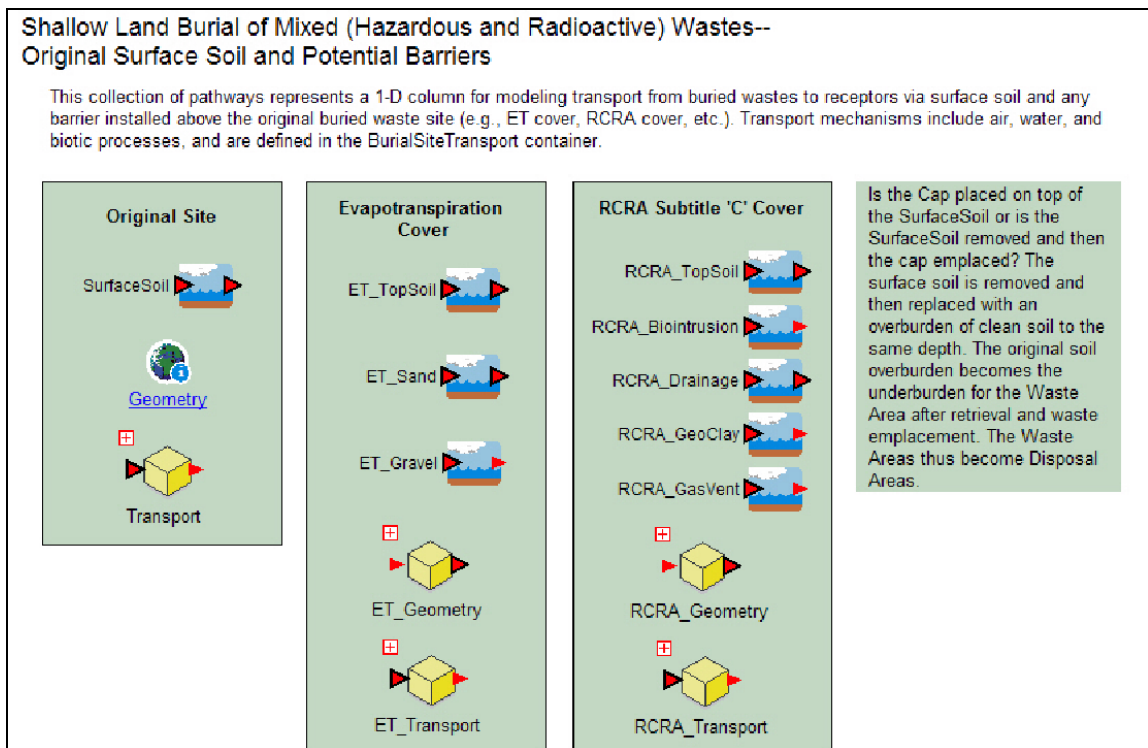 Shallow Land Burial of Mixed (Hazardous and Radioactive) Wastes--
Original Surface Soil and Potential Barriers
This collection of pathways represents a 1-D column for modeling transport from buried wastes to receptors via surface soil and any
barrier installed above the original buried waste site (e.g., ET cover, RCRA cover, etc.). Transport mechanisms include air, water, and
biotic processes, and are defined in the BurialSiteTransport container.
Original Site
SurfaceSoil
Geometry
Transport
Evapotranspiration
Cover
ET_TopSoil
ET_Sand
ET_Gravel
ET_Geometry
ET_Transport
RCRA Subtitle 'C' Cover
RCRA_TopSoil
RCRA_Biointrusion
RCRA_Drainage
RCRA_GeoClay
RCRA_GasVent
RCRA_Geometry
RCRA_Transport
Is the Cap placed on top of
the SurfaceSoil or is the
SurfaceSoil removed and then
the cap emplaced? The
surface soil is removed and
then replaced with an
overburden of clean soil to the
same depth. The original soil
overburden becomes the
underburden for the Waste
Area after retrieval and waste
emplacement. The Waste
Areas thus become Disposal
Areas.